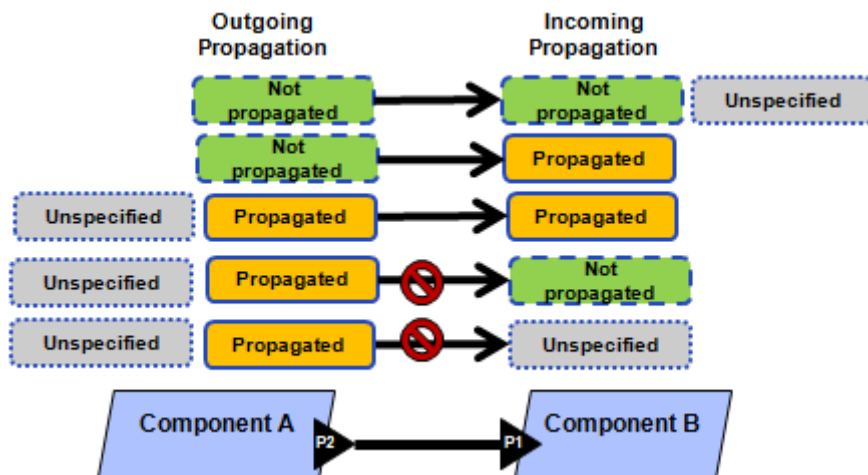 Outgoing
Propagation
Incoming
Propagation
Not
propagated
Not
propagated
Unspecified
Not
propagated
Propagated
Unspecified
Propagated
Propagated
Unspecified
Propagated
Not
propagated
Unspecified
Propagated
Unspecified
Component A
P2
P1
Component B